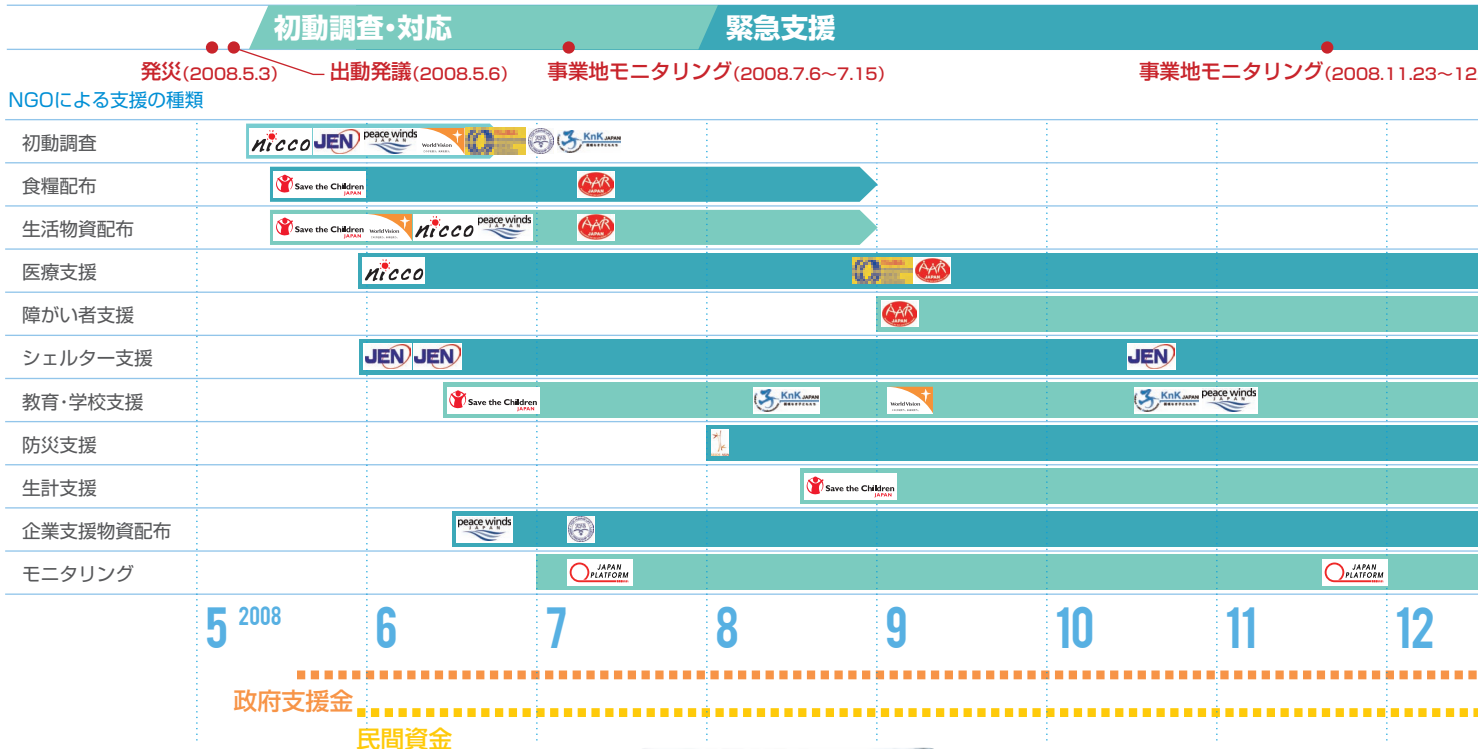 初動調査・対応
緊急支援
発災(2008.5.3)
出動発議(2008.5.6)
事業地モニタリング(2008.7.6~7.15)
事業地モニタリング(2008.11.23~12
NGOによる支援の種類
初動調査
nicco JEN peace winds JAPAN World Vision KnK JAPAN
食糧配布
Save the Children JAPAN AAR JAPAN
生活物資配布
Save the Children JAPAN World Vision nicco peace winds JAPAN AAR JAPAN
医療支援
nicco AAR JAPAN
障がい者支援
AAR JAPAN
シェルター支援
JEN JEN JEN
教育・学校支援
Save the Children JAPAN KnK JAPAN World Vision KnK JAPAN peace winds JAPAN
防災支援
生計支援
Save the Children JAPAN
企業支援物資配布
peace winds JAPAN
モニタリング
JAPAN PLATFORM JAPAN PLATFORM
5 2008 6 7 8 9 10 11 12
政府支援金
民間資金